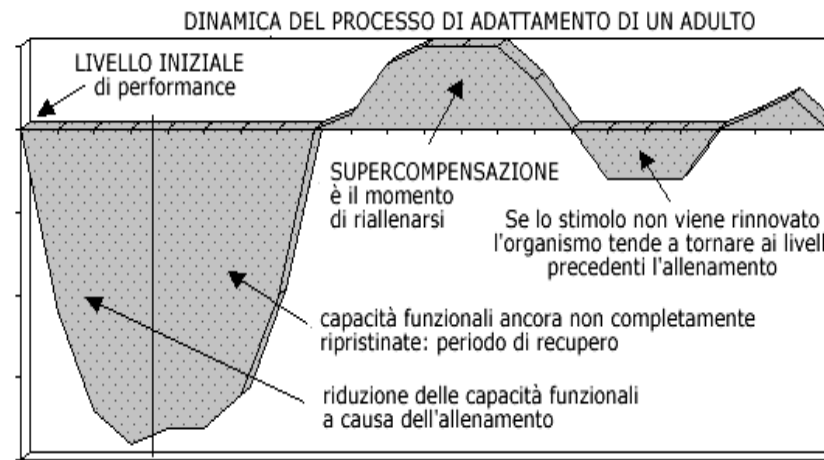 DINAMICA DEL PROCESSO DI ADATTAMENTO DI UN ADULTO
LIVELLO INIZIALE
di performance
SUPERCOMPENSAZIONE
è il momento
di riallenarsi
Se lo stimolo non viene rinnovato
l'organismo tende a tornare ai livell
precedenti l'allenamento
capacità funzionali ancora non completamente
ripristinate: periodo di recupero
riduzione delle capacità funzionali
a causa dell'allenamento